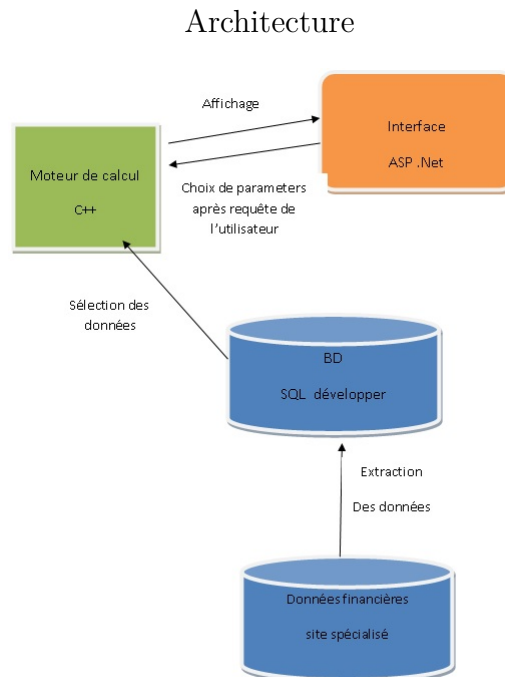 Architecture
Affichage
Interface
ASP .Net
Moteur de calcul
C++
Choix de parameters
après requête de
l'utilisateur
Sélection des
données
BD
SQL développer
Extraction
Des données
Données financières
site spécialisé